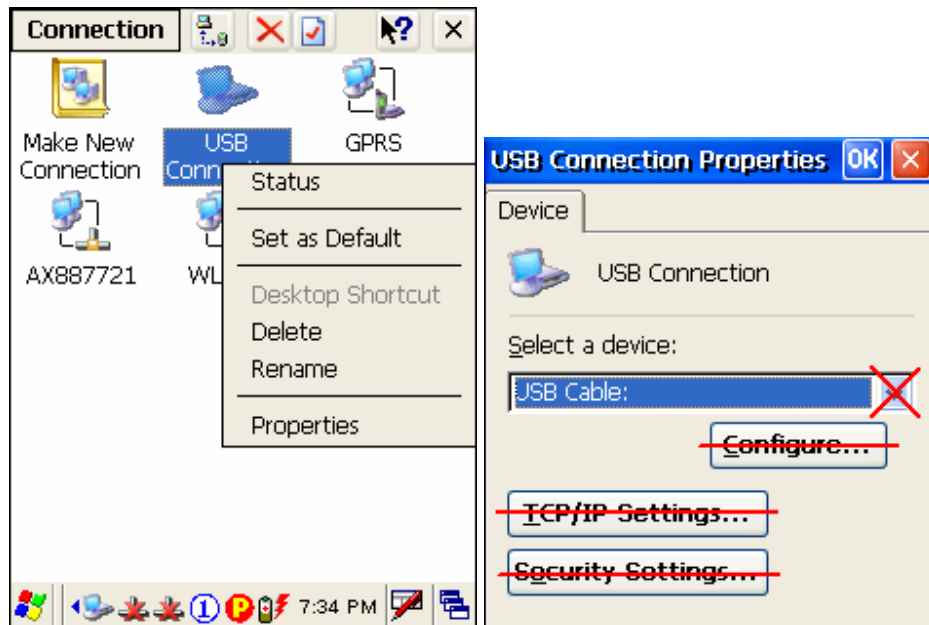 Connection
Make New Connection
USB
GPRS
AX887721
WL
Status
Set as Default
Desktop Shortcut
Delete
Rename
Properties
1
P
7:34 PM
USB Connection Properties OK
Device
USB Connection
Select a device:
USB Cable:
Configure...
TCP/IP Settings...
Security Settings...